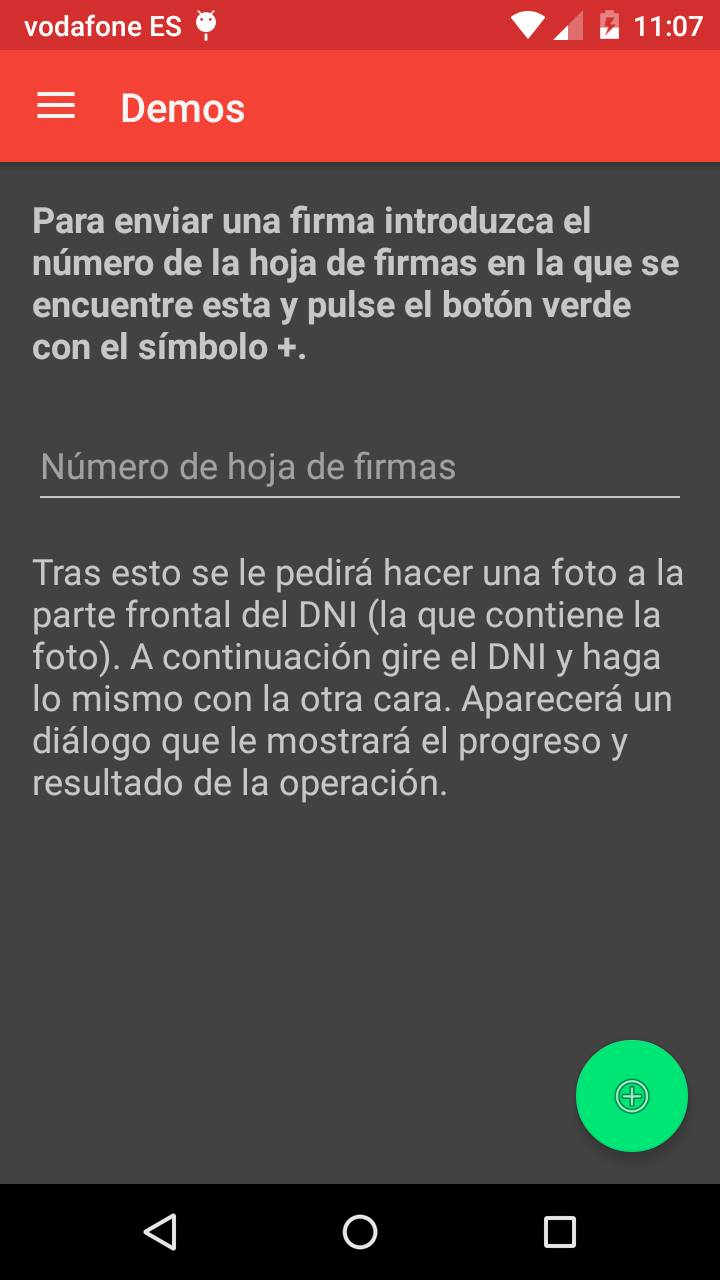 vodafone ES 11:07
Demos
Para enviar una firma introduzca el
número de la hoja de firmas en la que se
encuentre esta y pulse el botón verde
con el símbolo +.
Número de hoja de firmas
Tras esto se le pedirá hacer una foto a la
parte frontal del DNI (la que contiene la
foto). A continuación gire el DNI y haga
lo mismo con la otra cara. Aparecerá un
diálogo que le mostrará el progreso y
resultado de la operación.